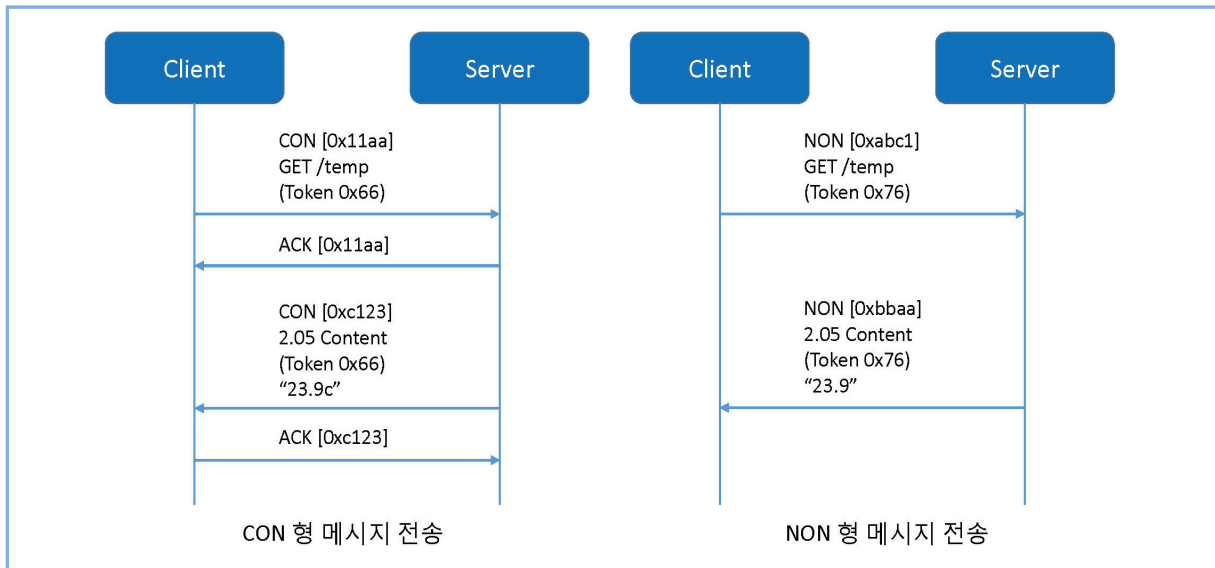 Client
Server
CON [0x11aa]
GET /temp
(Token 0x66)
ACK [0x11aa]
CON [0xc123]
2.05 Content
(Token 0x66)
“23.9c”
ACK [0xc123]
CON 형 메시지 전송
Client
Server
NON [0xabc1]
GET /temp
(Token 0x76)
NON [0xbbaa]
2.05 Content
(Token 0x76)
“23.9”
NON 형 메시지 전송